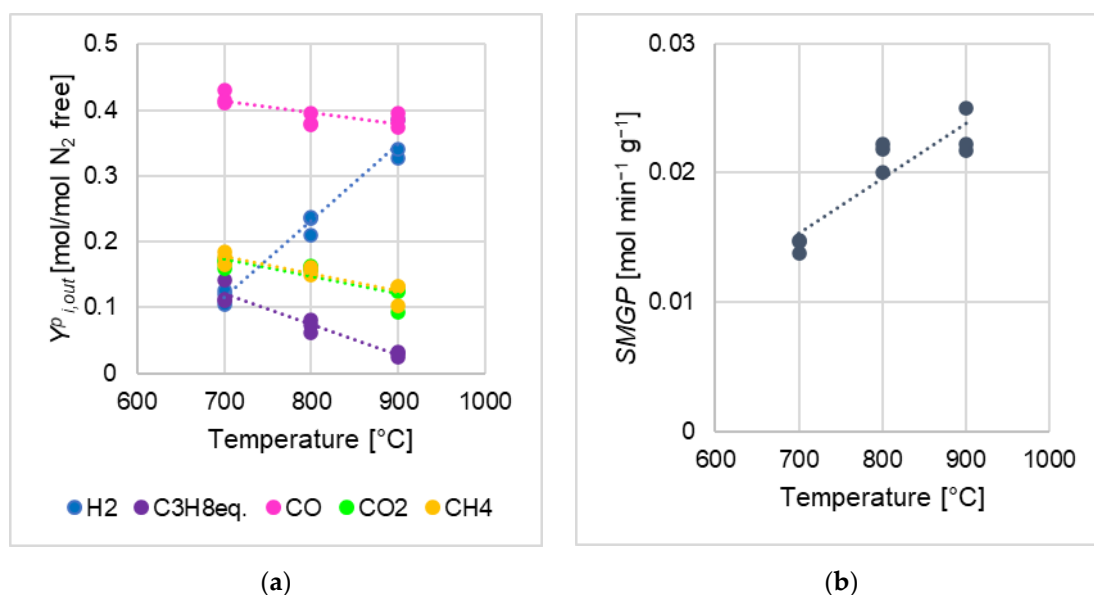 0.5
0.4
0.3
0.2
0.1
0
Yᵖ i,out [mol/mol N₂ free]
600 700 800 900 1000
Temperature [°C]
H2 C3H8eq. CO CO2 CH4
(a)
0.03
0.02
0.01
0
SMGP [mol min⁻¹ g⁻¹]
600 700 800 900 1000
Temperature [°C]
(b)